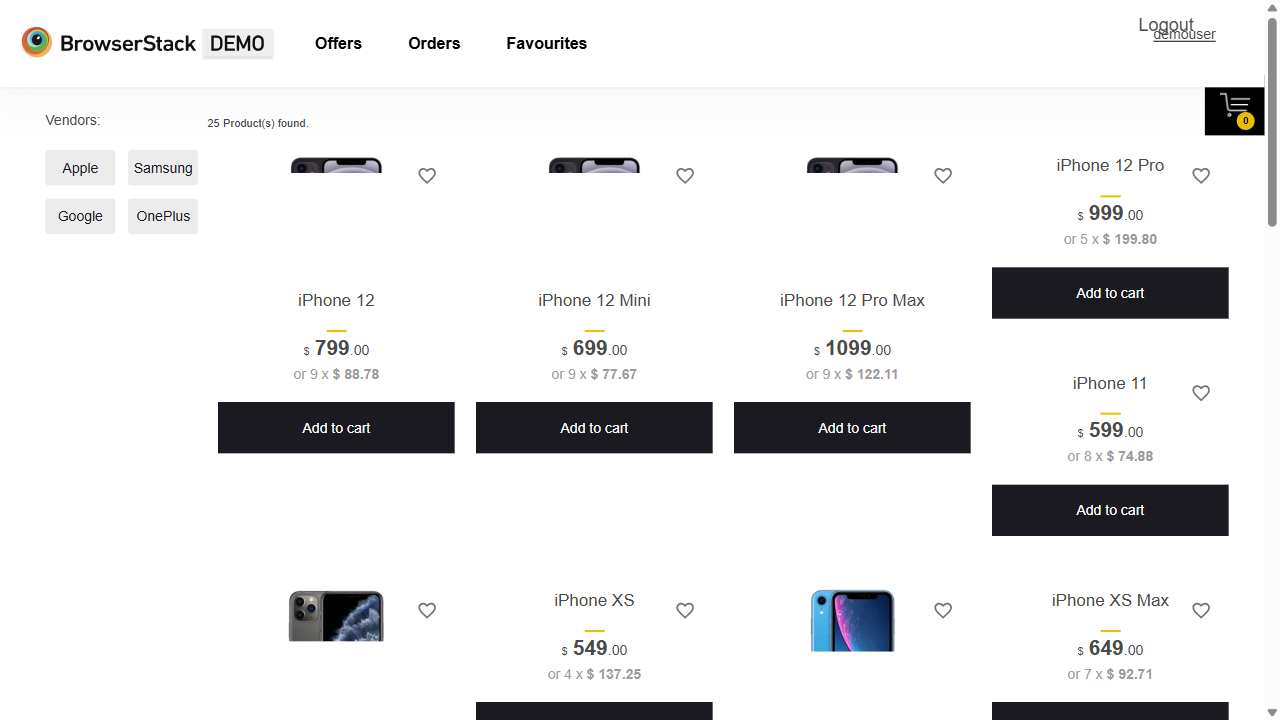 BrowserStack DEMO
Offers
Orders
Favourites
Logout
demouser
0
Vendors:
Apple
Samsung
Google
OnePlus
25 Product(s) found.
iPhone 12
$ 799.00
or 9 x $ 88.78
Add to cart
iPhone 12 Mini
$ 699.00
or 9 x $ 77.67
Add to cart
iPhone 12 Pro Max
$ 1099.00
or 9 x $ 122.11
Add to cart
iPhone 12 Pro
$ 999.00
or 5 x $ 199.80
Add to cart
iPhone 11
$ 599.00
or 8 x $ 74.88
Add to cart
iPhone XS
$ 549.00
or 4 x $ 137.25
iPhone XS Max
$ 649.00
or 7 x $ 92.71